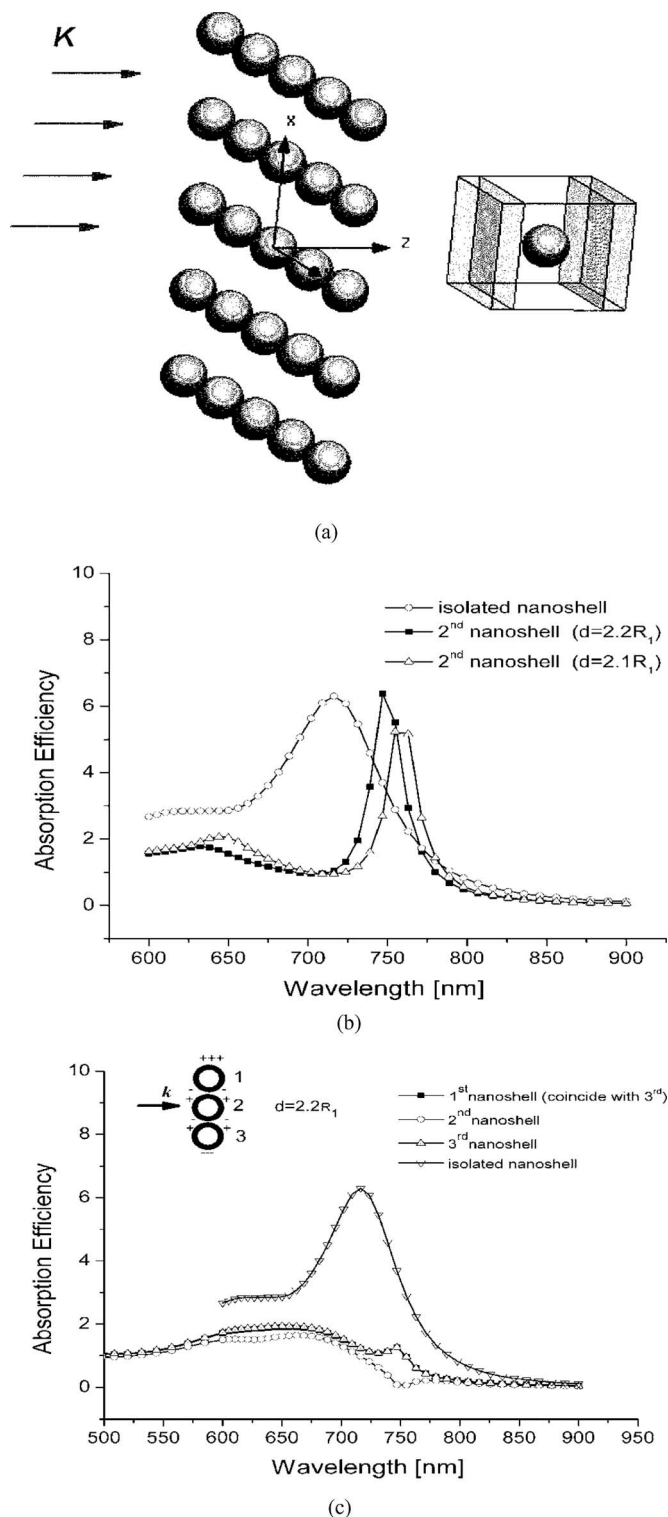 K
X
Z
(a)
10
8
6
4
2
0
Absorption Efficiency
isolated nanoshell
2nd nanoshell (d=2.2R1)
2nd nanoshell (d=2.1R1)
600 650 700 750 800 850 900
Wavelength [nm]
(b)
10
8
6
4
2
0
Absorption Efficiency
+++
1
k
+ +
2
- -
+ +
3
---
d=2.2R1
1st nanoshell (coincide with 3rd)
2nd nanoshell
3rd nanoshell
isolated nanoshell
500 550 600 650 700 750 800 850 900 950
Wavelength [nm]
(c)